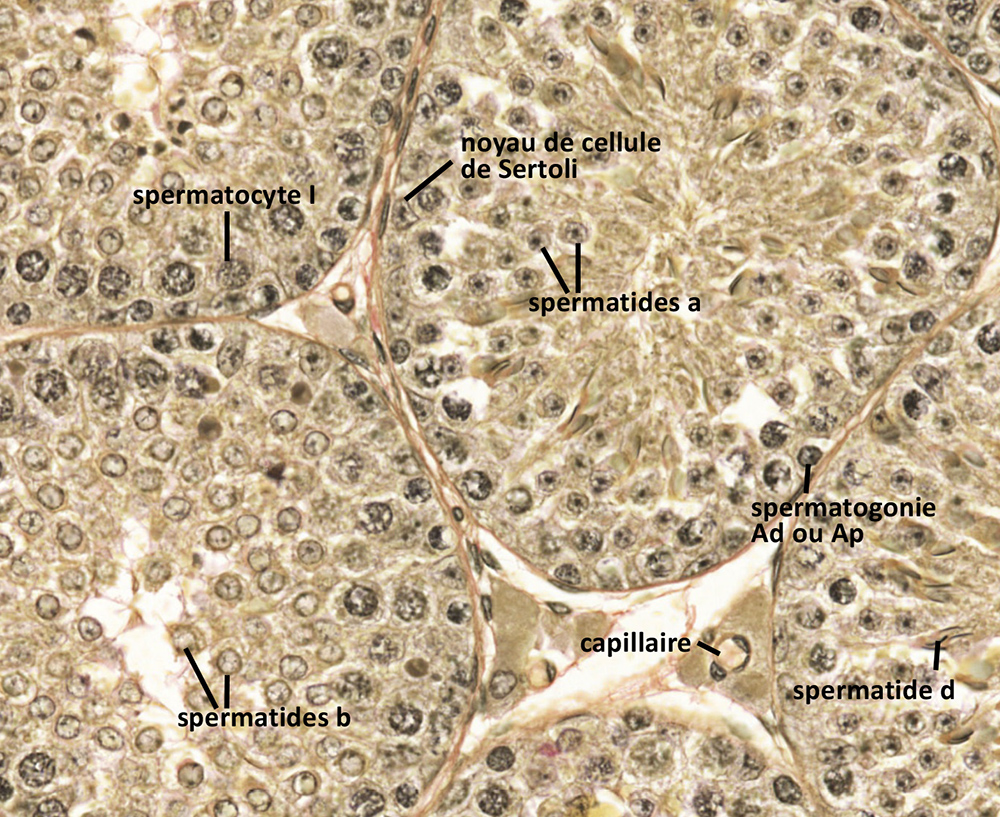 noyau de cellule
de Sertoli
spermatocyte I
spermatides a
spermatogonie
Ad ou Ap
capillaire
spermatide d
spermatides b